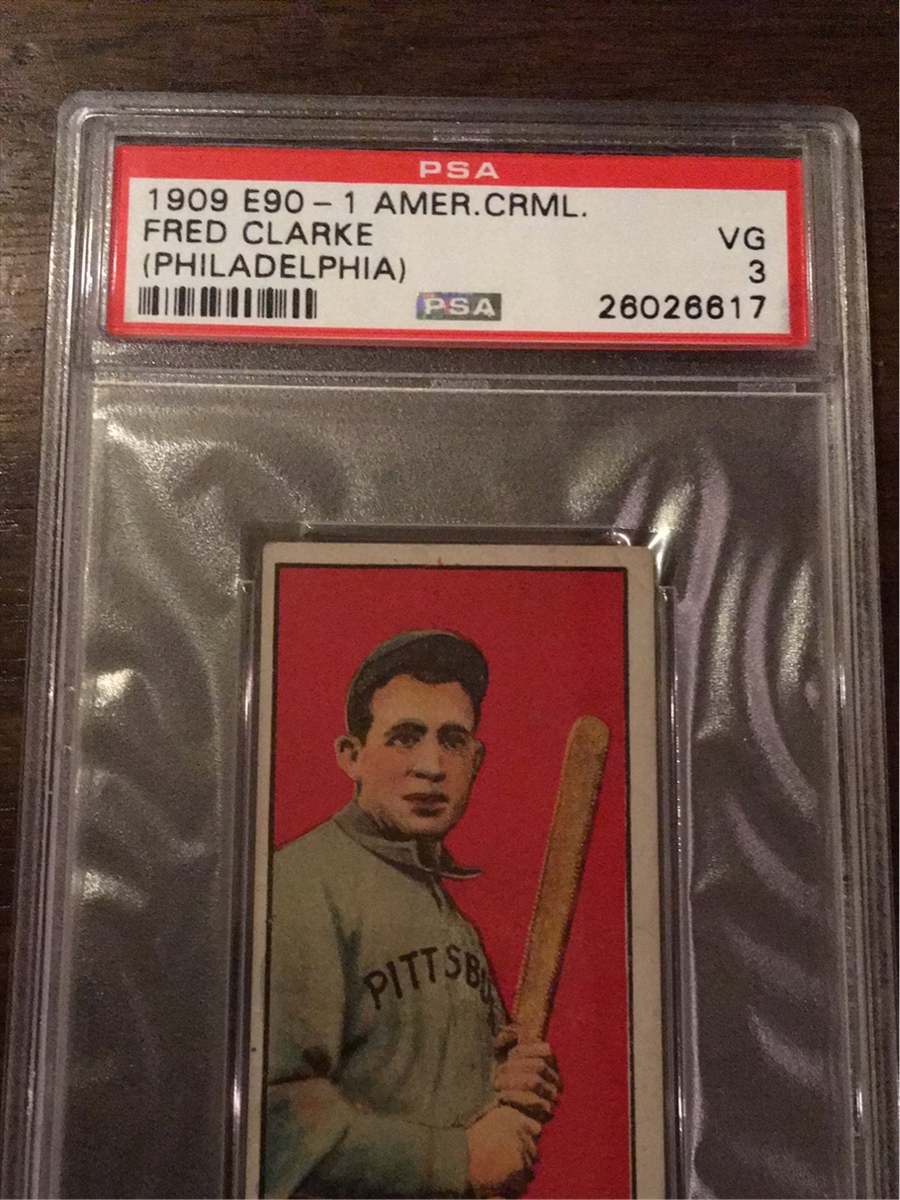 PSA
1909 E90-1 AMER.CRML.
FRED CLARKE VG
(PHILADELPHIA) 3
PSA 26026617
PITTSBU